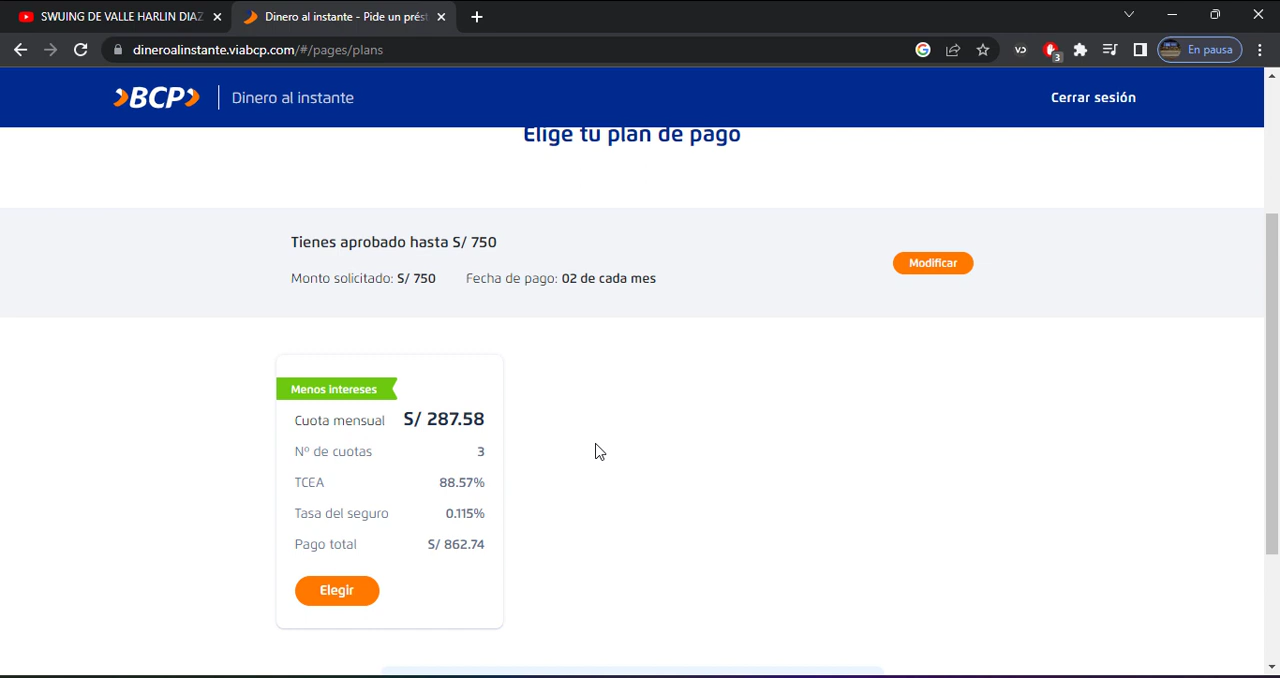 SWUING DE VALLE HARLIN DIAZ
Dinero al instante - Pide un prést
dineroalinstante.viabcp.com/#/pages/plans
3
En pausa
BCP
Dinero al instante
Cerrar sesión
Elige tu plan de pago
Tienes aprobado hasta S/ 750
Monto solicitado: S/ 750 Fecha de pago: 02 de cada mes
Modificar
Menos intereses
Cuota mensual S/ 287.58
Nº de cuotas 3
TCEA 88.57%
Tasa del seguro 0.115%
Pago total S/ 862.74
Elegir